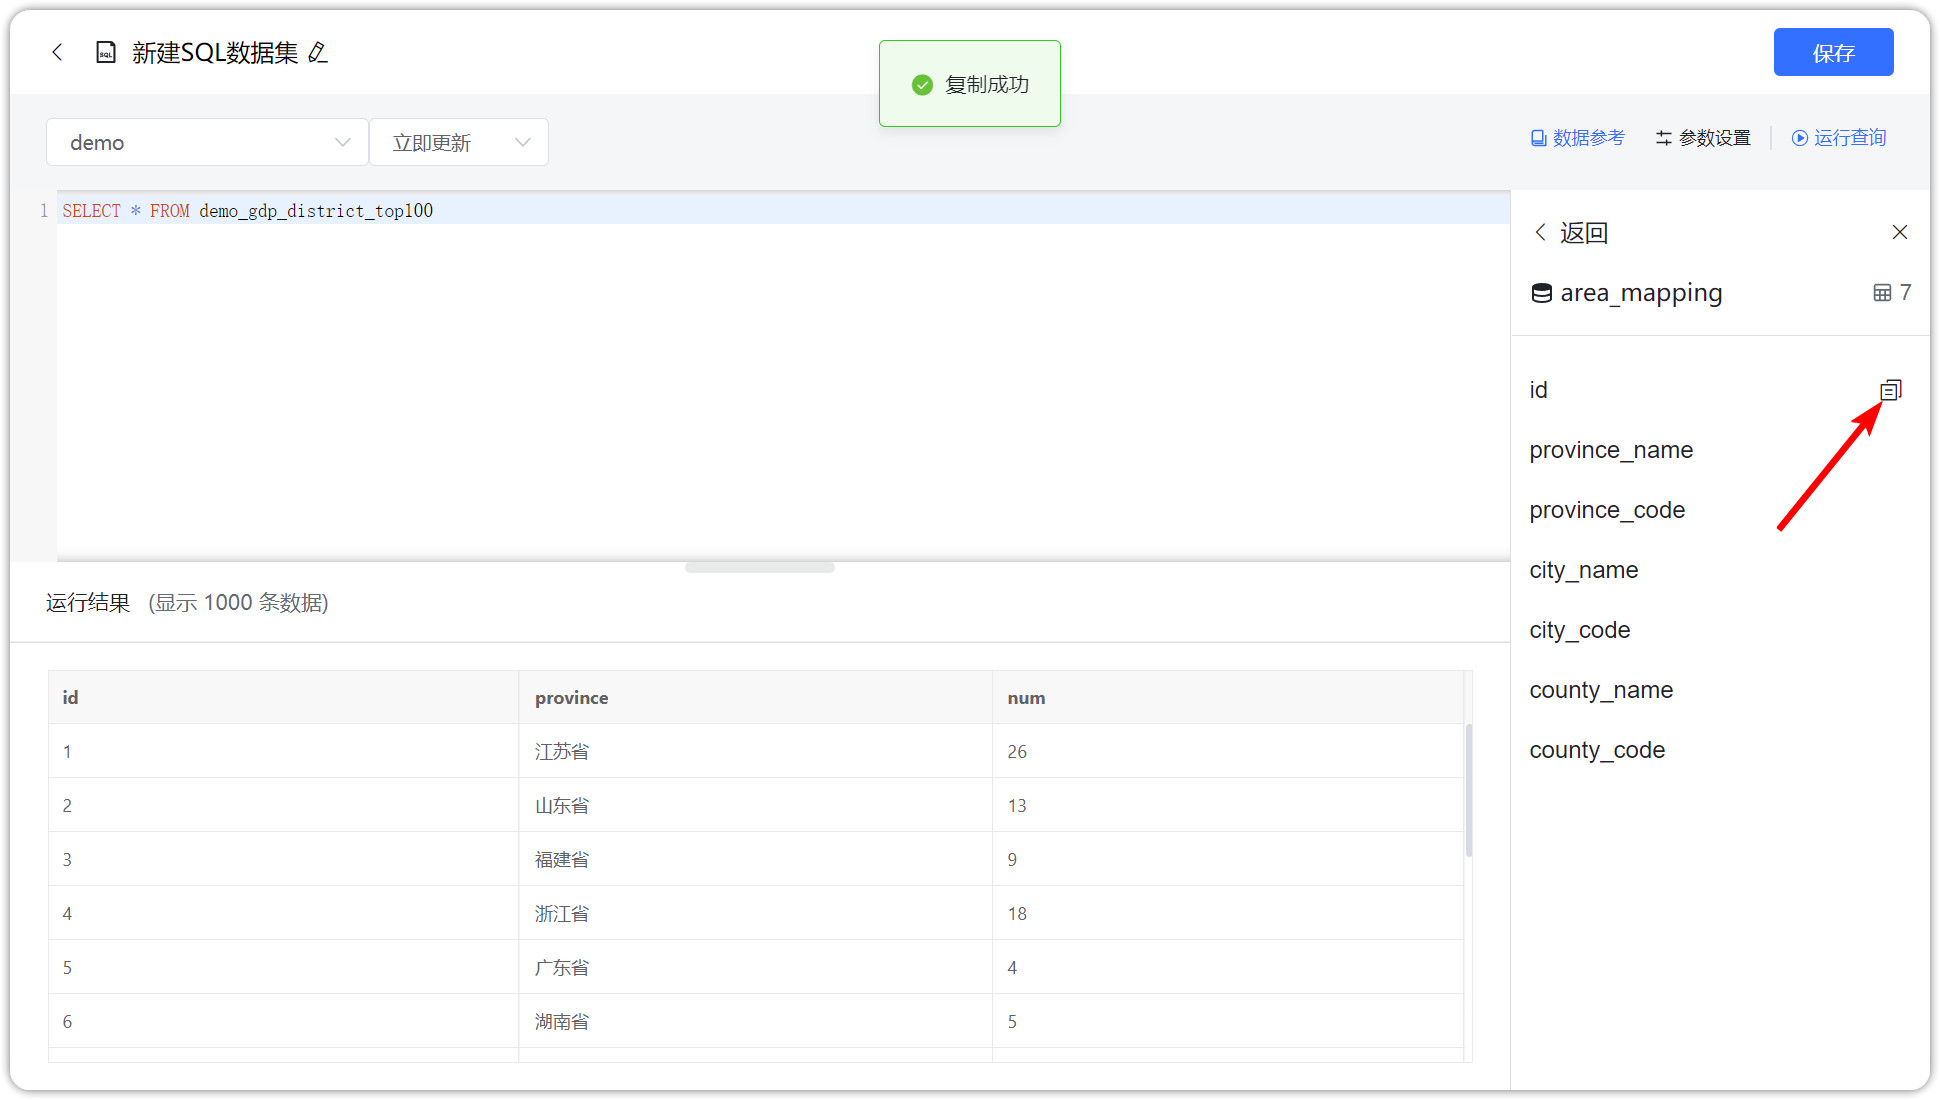 新建SQL数据集
复制成功
保存
demo
立即更新
数据参考
参数设置
运行查询
1 SELECT * FROM demo_gdp_district_top100
返回
area_mapping
7
id
province_name
province_code
city_name
city_code
county_name
county_code
运行结果 (显示 1000 条数据)
id province num
1 江苏省 26
2 山东省 13
3 福建省 9
4 浙江省 18
5 广东省 4
6 湖南省 5